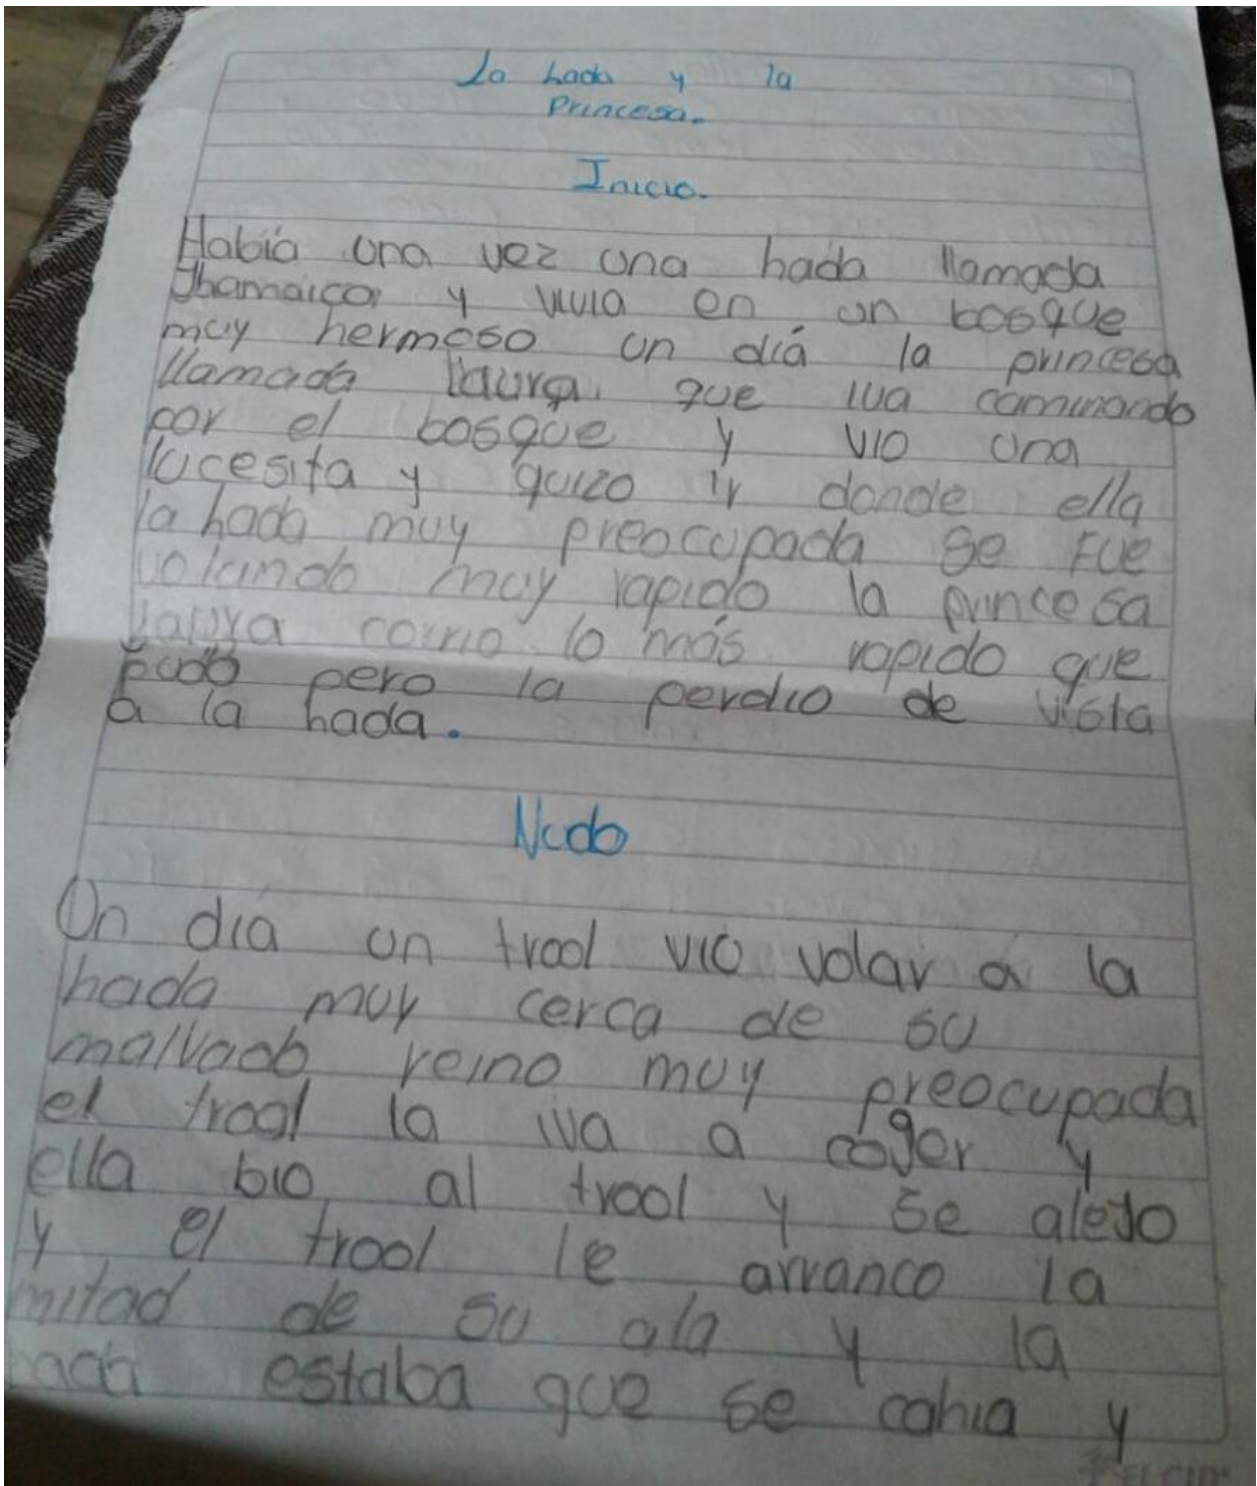 La hada y la
Princesa.
Inicio.
Había una vez una hada llamada
Jhamaica y vivia en un bosque
muy hermoso un diá la princesa
llamada laura que iva caminando
por el bosque y vio una
lucesita y quizo ir donde ella
la hada muy preocupada se fue
volando muy rapido la princesa
laura corrio lo más rapido que
pudo pero la perdio de vista
a la hada.
Nudo
Un dia un trool vio volar a la
hada muy cerca de su
malvado reino muy preocupada
el trool la iva a coger y
ella bio al trool y se alejo
y el trool le arranco la
mitad de su ala y la
hada estaba que se cahia y
EL CID